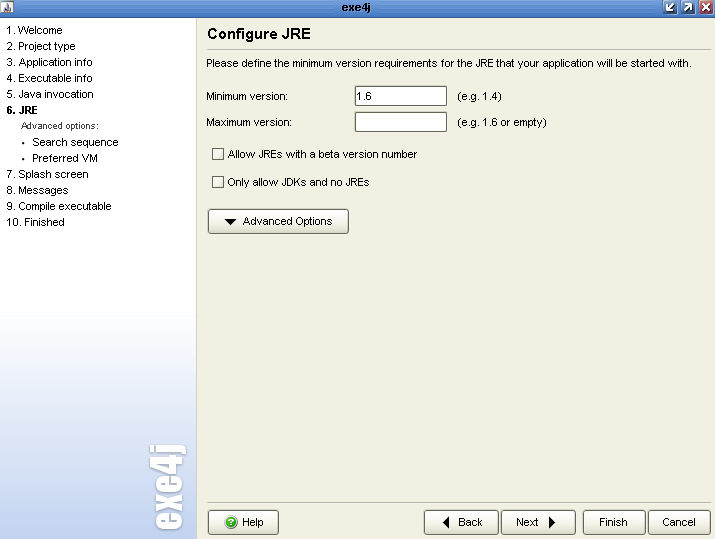 exe4j
1. Welcome
2. Project type
3. Application info
4. Executable info
5. Java invocation
6. JRE
Advanced options:
• Search sequence
• Preferred VM
7. Splash screen
8. Messages
9. Compile executable
10. Finished
exe4j
Configure JRE
Please define the minimum version requirements for the JRE that your application will be started with.
Minimum version: 1.6 (e.g. 1.4)
Maximum version: (e.g. 1.6 or empty)
Allow JREs with a beta version number
Only allow JDKs and no JREs
Advanced Options
Help Back Next Finish Cancel